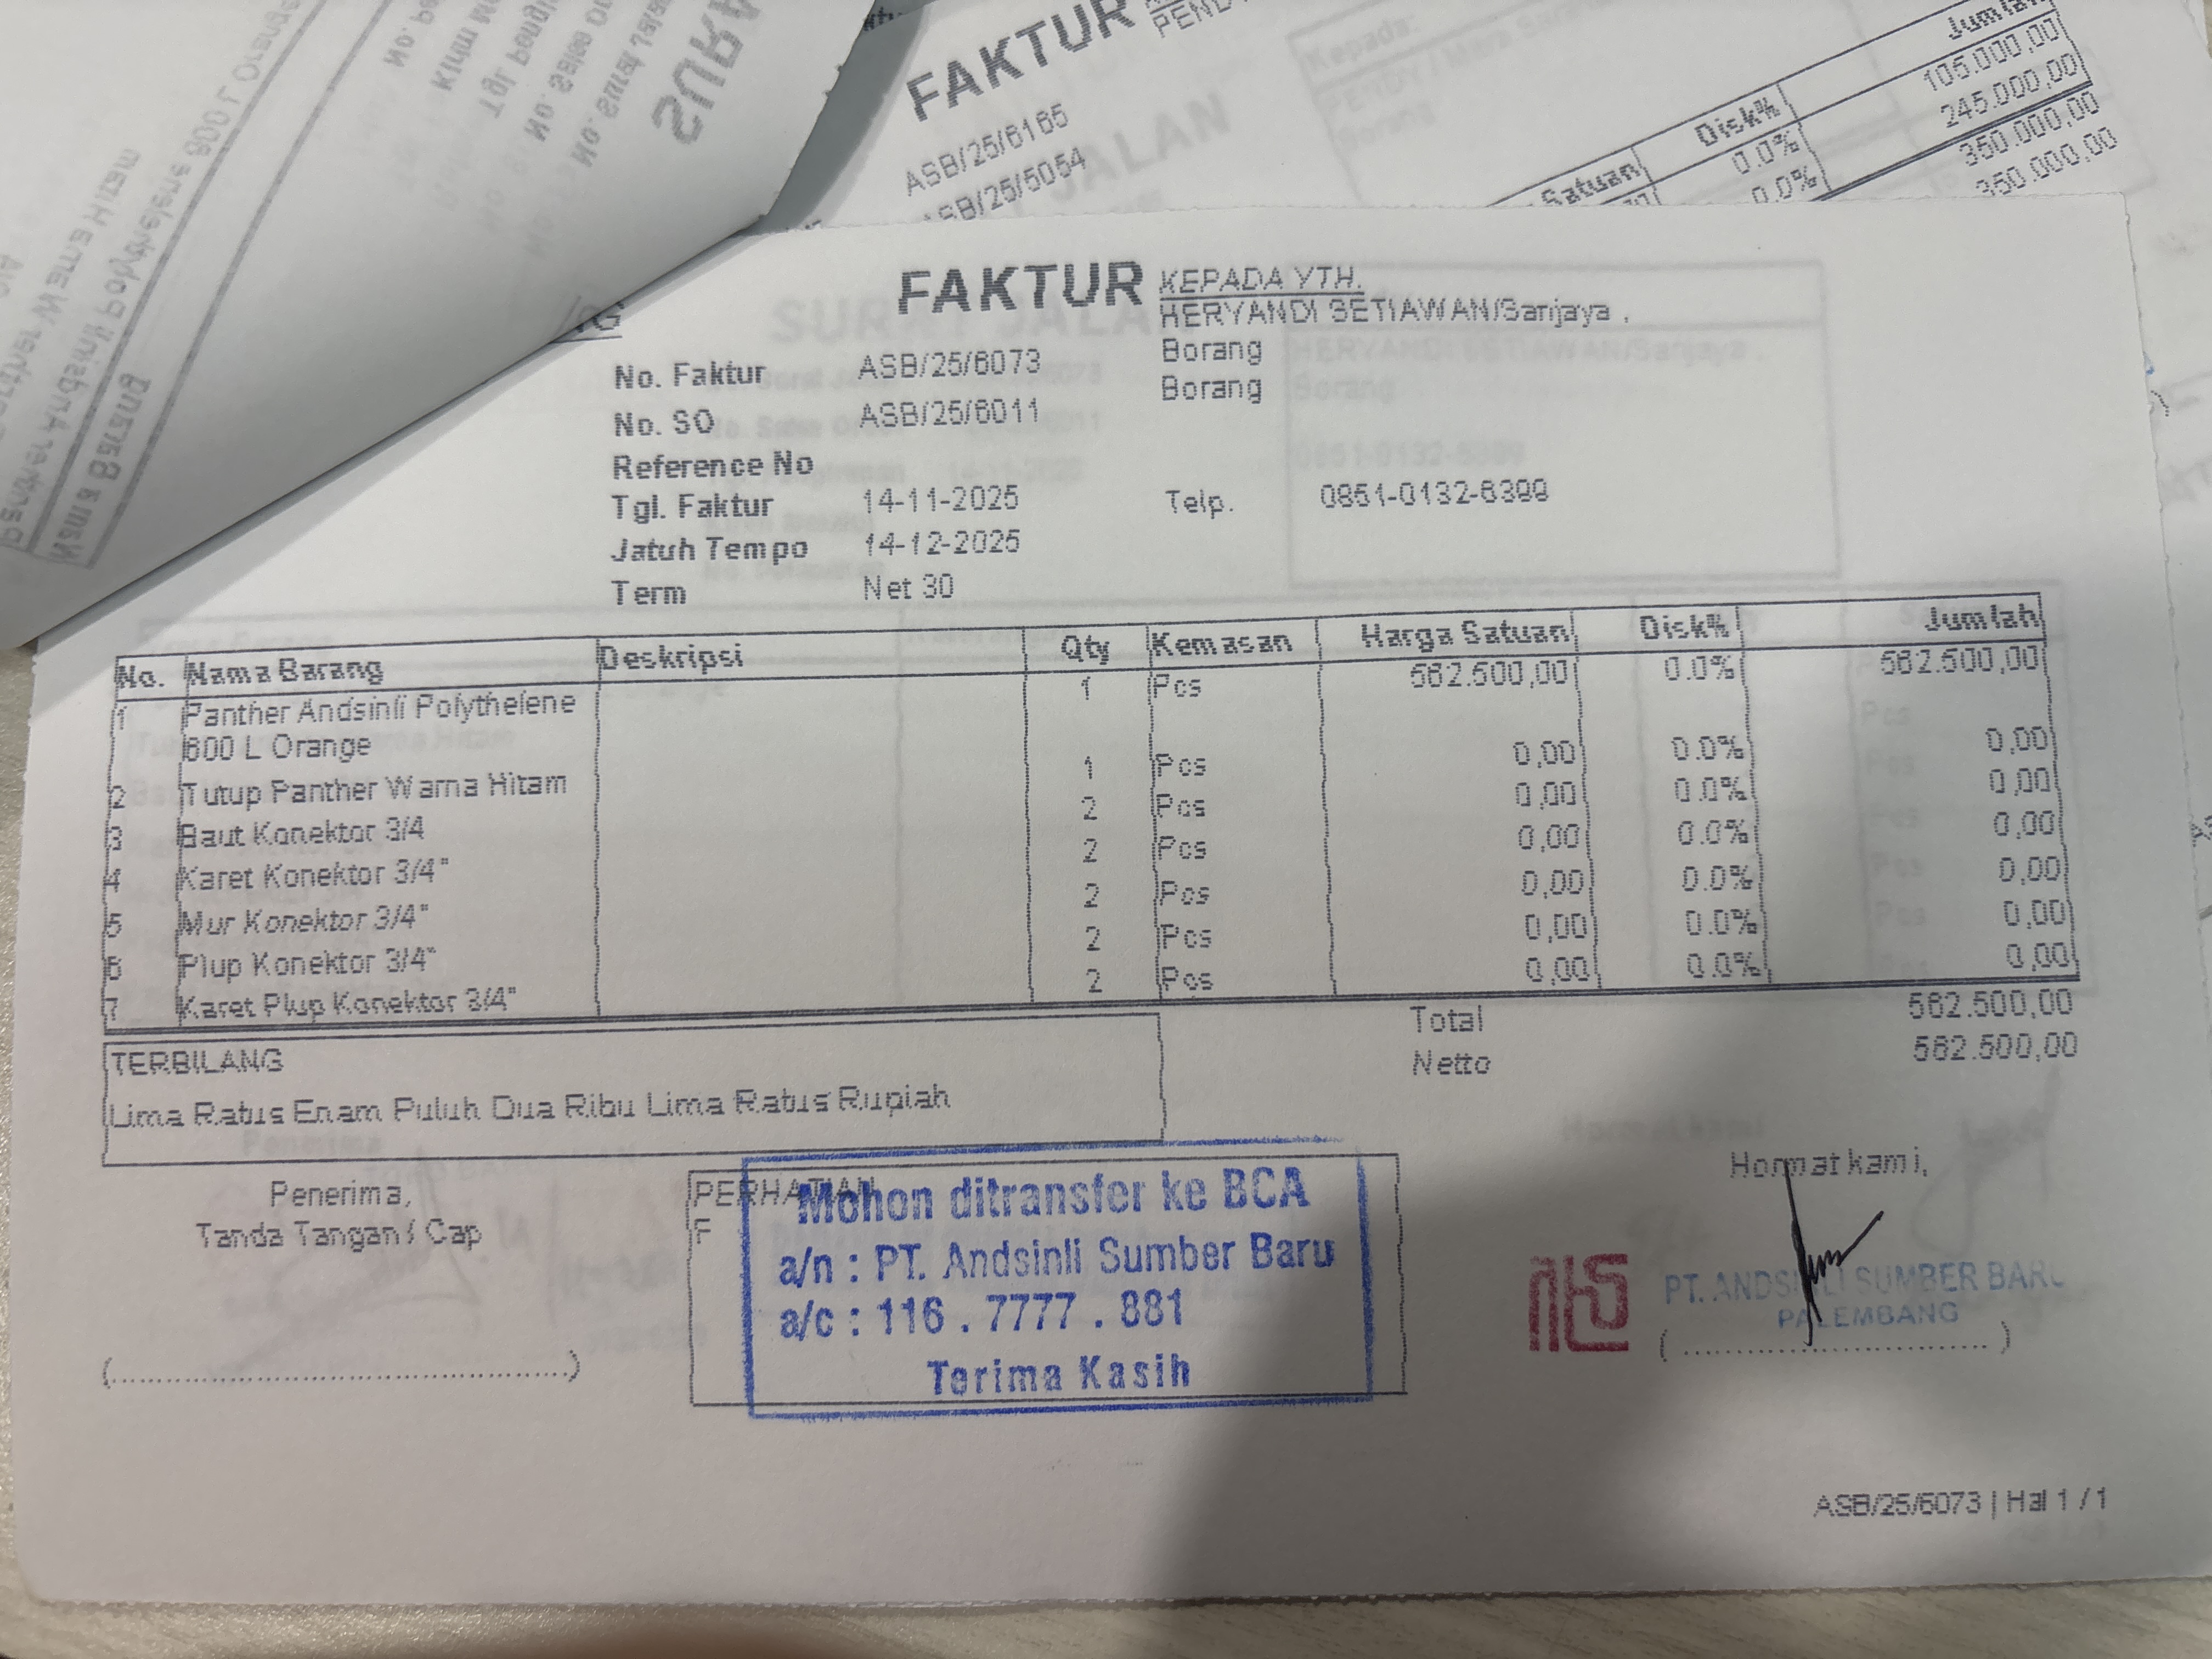 FAKTUR
ASB/25/6165
ASB/25/5054
Satuan Disk% Jumlah
0.0% 105.000,00
0.0% 245.000,00
350.000,00
350.000,00
FAKTUR
KEPADA YTH.
HERYANDI SETIAWAN/Sanjaya .
Borang
Borang
Telp. 0851-0132-6399
No. Faktur ASB/25/6073
No. SO ASB/25/6011
Reference No
Tgl. Faktur 14-11-2025
Jatuh Tempo 14-12-2025
Term Net 30
No. Nama Barang Deskripsi Qty Kemasan Harga Satuan Disk% Jumlah
1 Panther Andsinli Polythelene 1 Pcs 562.500,00 0.0% 562.500,00
600 L Orange
2 Tutup Panther Warna Hitam 1 Pcs 0,00 0.0% 0,00
3 Baut Konektor 3/4 2 Pcs 0,00 0.0% 0,00
4 Karet Konektor 3/4" 2 Pcs 0,00 0.0% 0,00
5 Mur Konektor 3/4" 2 Pcs 0,00 0.0% 0,00
6 Plup Konektor 3/4" 2 Pcs 0,00 0.0% 0,00
7 Karet Plup Konektor 3/4" 2 Pcs 0,00 0.0% 0,00
Total 562.500,00
Netto 562.500,00
TERBILANG
Lima Ratus Enam Puluh Dua Ribu Lima Ratus Rupiah
Penerima,
Tanda Tangan / Cap
(................................................)
PERHATIAN
F
Mohon ditransfer ke BCA
a/n : PT. Andsinli Sumber Baru
a/c : 116 . 7777 . 881
Terima Kasih
Hormat kami,
PT. ANDSINLI SUMBER BARU
PALEMBANG
(................................)
ASB/25/6073 | Hal 1 / 1